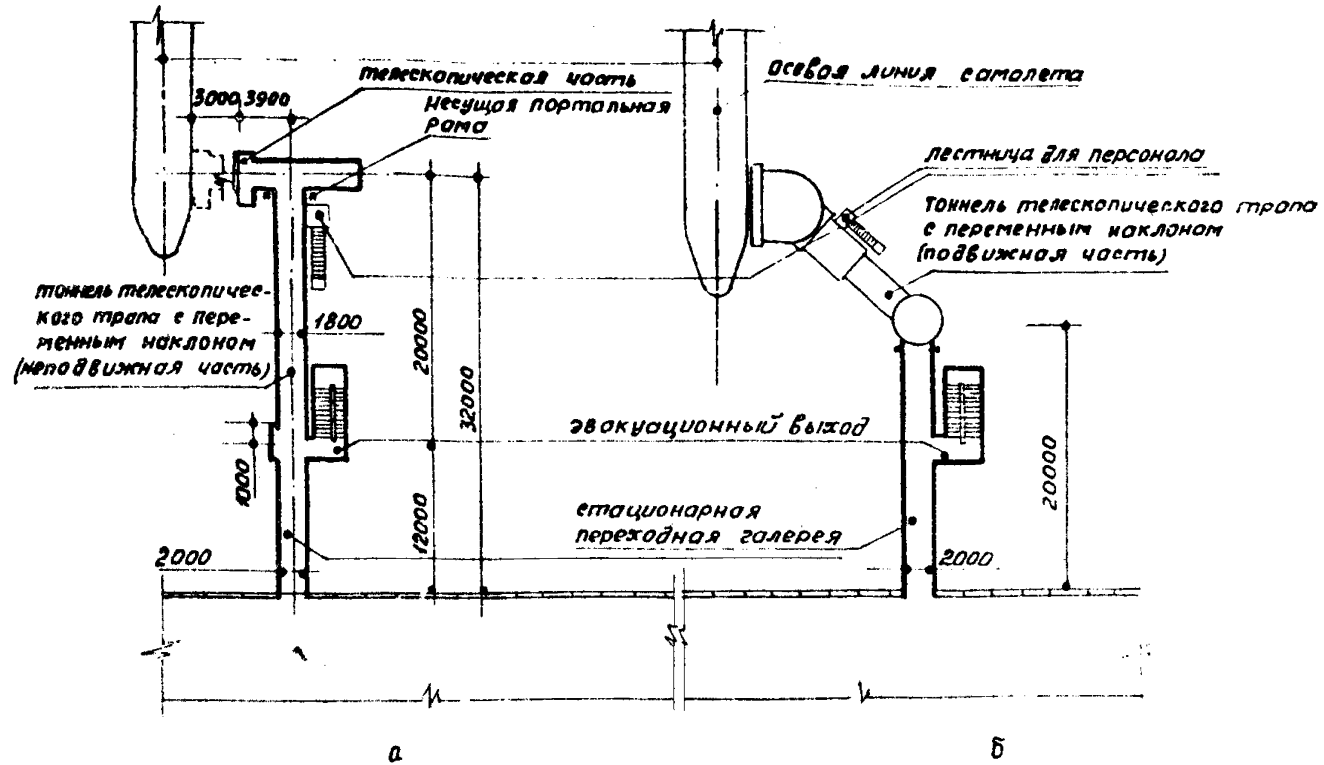 телескопическая часть
осевая линия самолета
3000 3900
несущая портальная
рама
лестница для персонала
тоннель телескопического трапа
с переменным наклоном
(подвижная часть)
тоннель телескопичес-
кого трапа с пере-
менным наклоном
(неподвижная часть)
1800
20000
32000
эвакуационный выход
1000
12000
20000
стационарная
переходная галерея
2000
2000
а
б